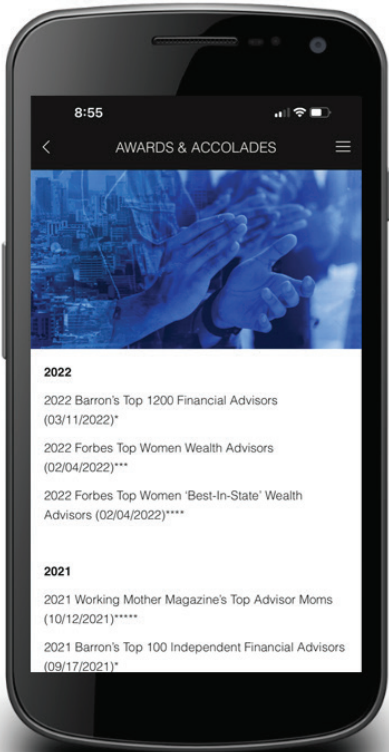 8:55
AWARDS & ACCOLADES
2022
2022 Barron's Top 1200 Financial Advisors
(03/11/2022)*
2022 Forbes Top Women Wealth Advisors
(02/04/2022)***
2022 Forbes Top Women ‘Best-In-State’ Wealth
Advisors (02/04/2022)****
2021
2021 Working Mother Magazine's Top Advisor Moms
(10/12/2021)*****
2021 Barron's Top 100 Independent Financial Advisors
(09/17/2021)*